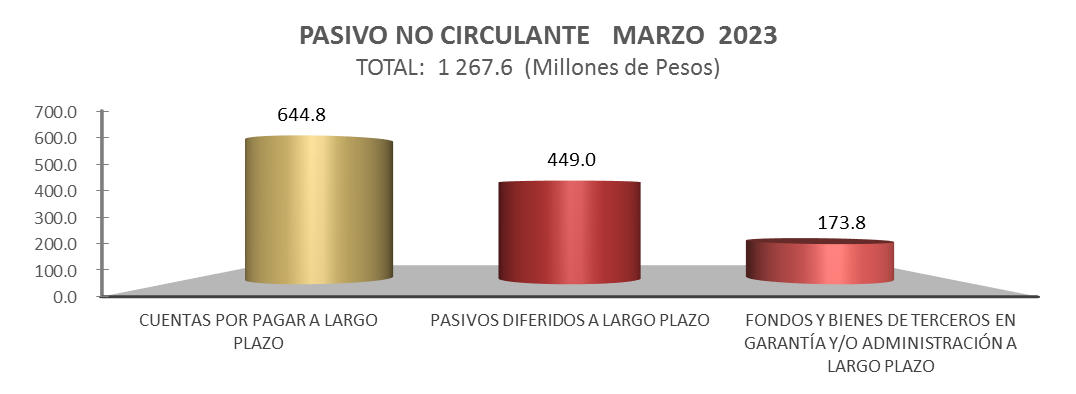 PASIVO NO CIRCULANTE MARZO 2023
TOTAL: 1 267.6 (Millones de Pesos)
700.0
600.0
500.0
400.0
300.0
200.0
100.0
0.0
644.8
449.0
173.8
CUENTAS POR PAGAR A LARGO
PLAZO
PASIVOS DIFERIDOS A LARGO PLAZO
FONDOS Y BIENES DE TERCEROS EN
GARANTÍA Y/O ADMINISTRACIÓN A
LARGO PLAZO